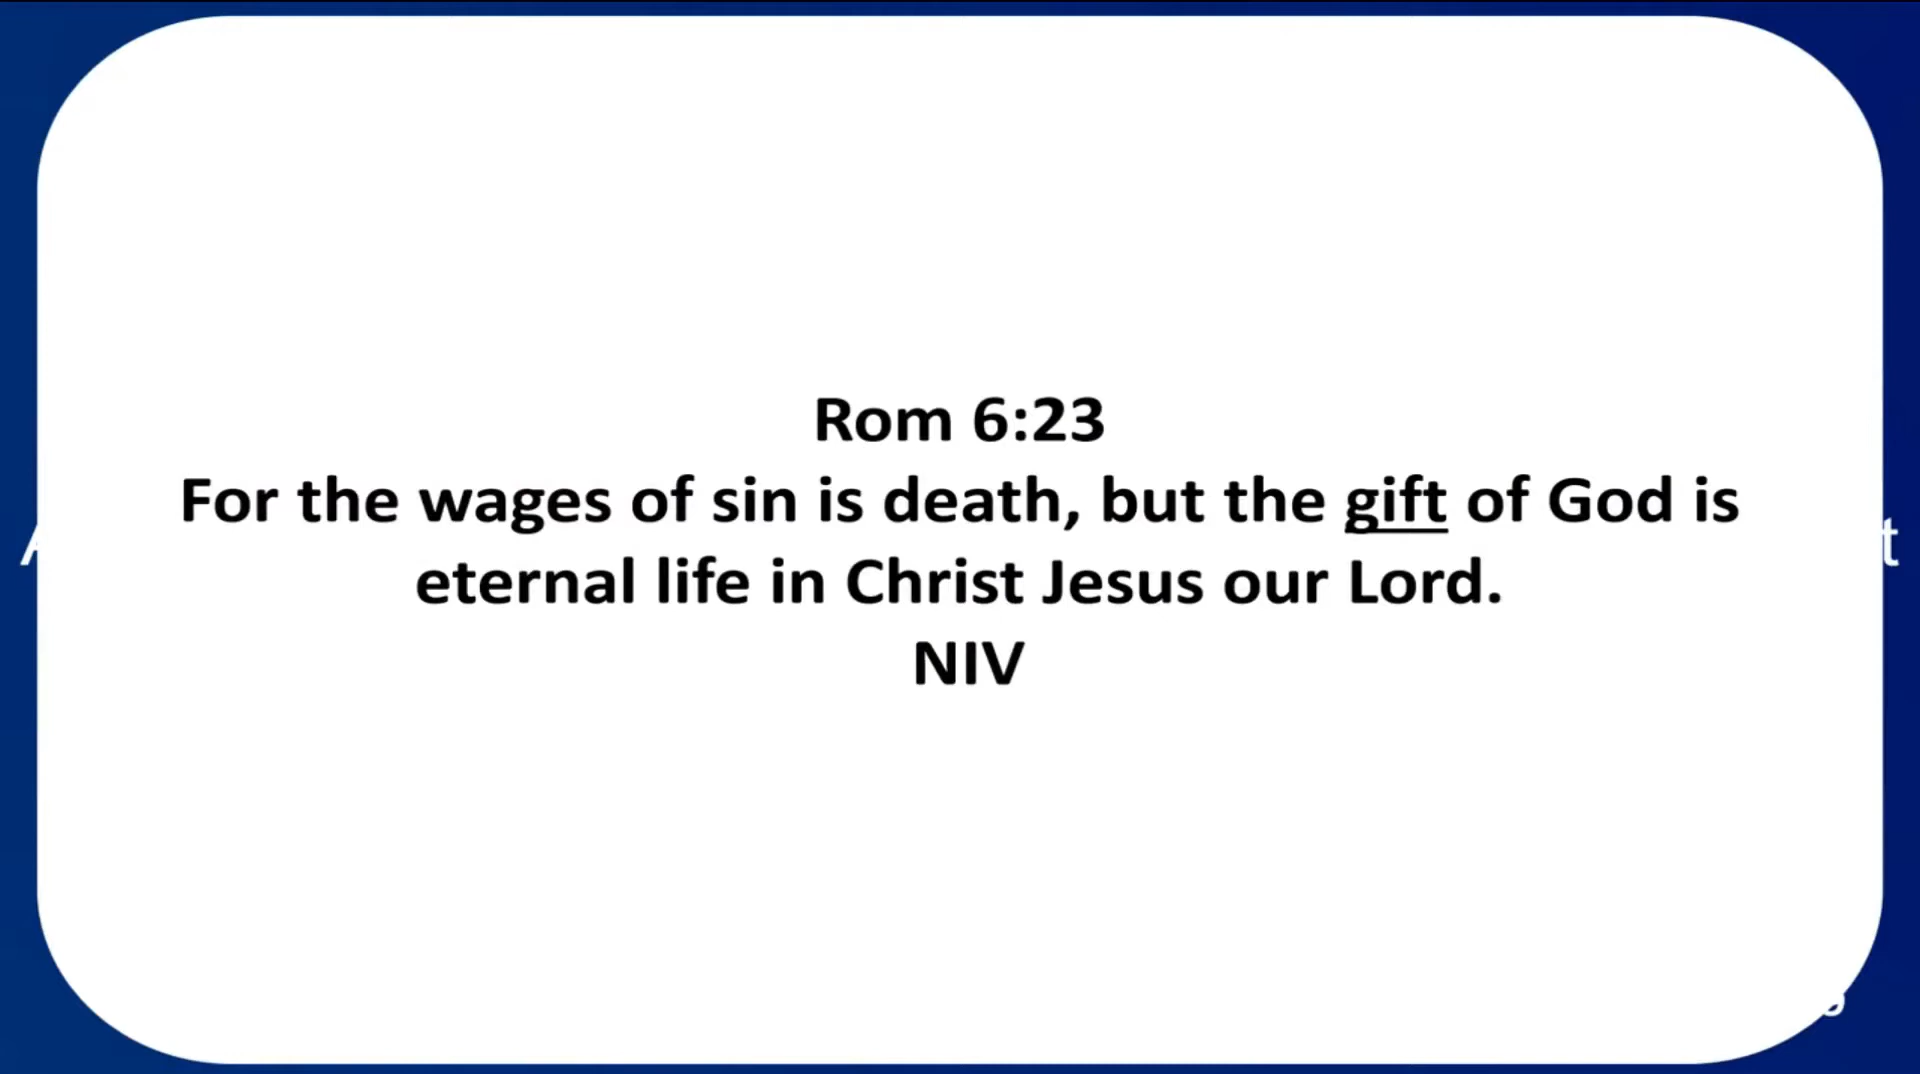 Rom 6:23
For the wages of sin is death, but the gift of God is
eternal life in Christ Jesus our Lord.
NIV